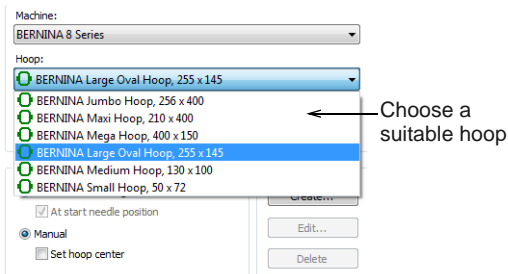 Machine:
BERNINA 8 Series
Hoop:
BERNINA Large Oval Hoop, 255 x 145
BERNINA Jumbo Hoop, 256 x 400
BERNINA Maxi Hoop, 210 x 400
BERNINA Mega Hoop, 400 x 150
BERNINA Large Oval Hoop, 255 x 145
BERNINA Medium Hoop, 130 x 100
BERNINA Small Hoop, 50 x 72
Choose a
suitable hoop
Create...
At start needle position
Manual
Edit...
Set hoop center
Delete